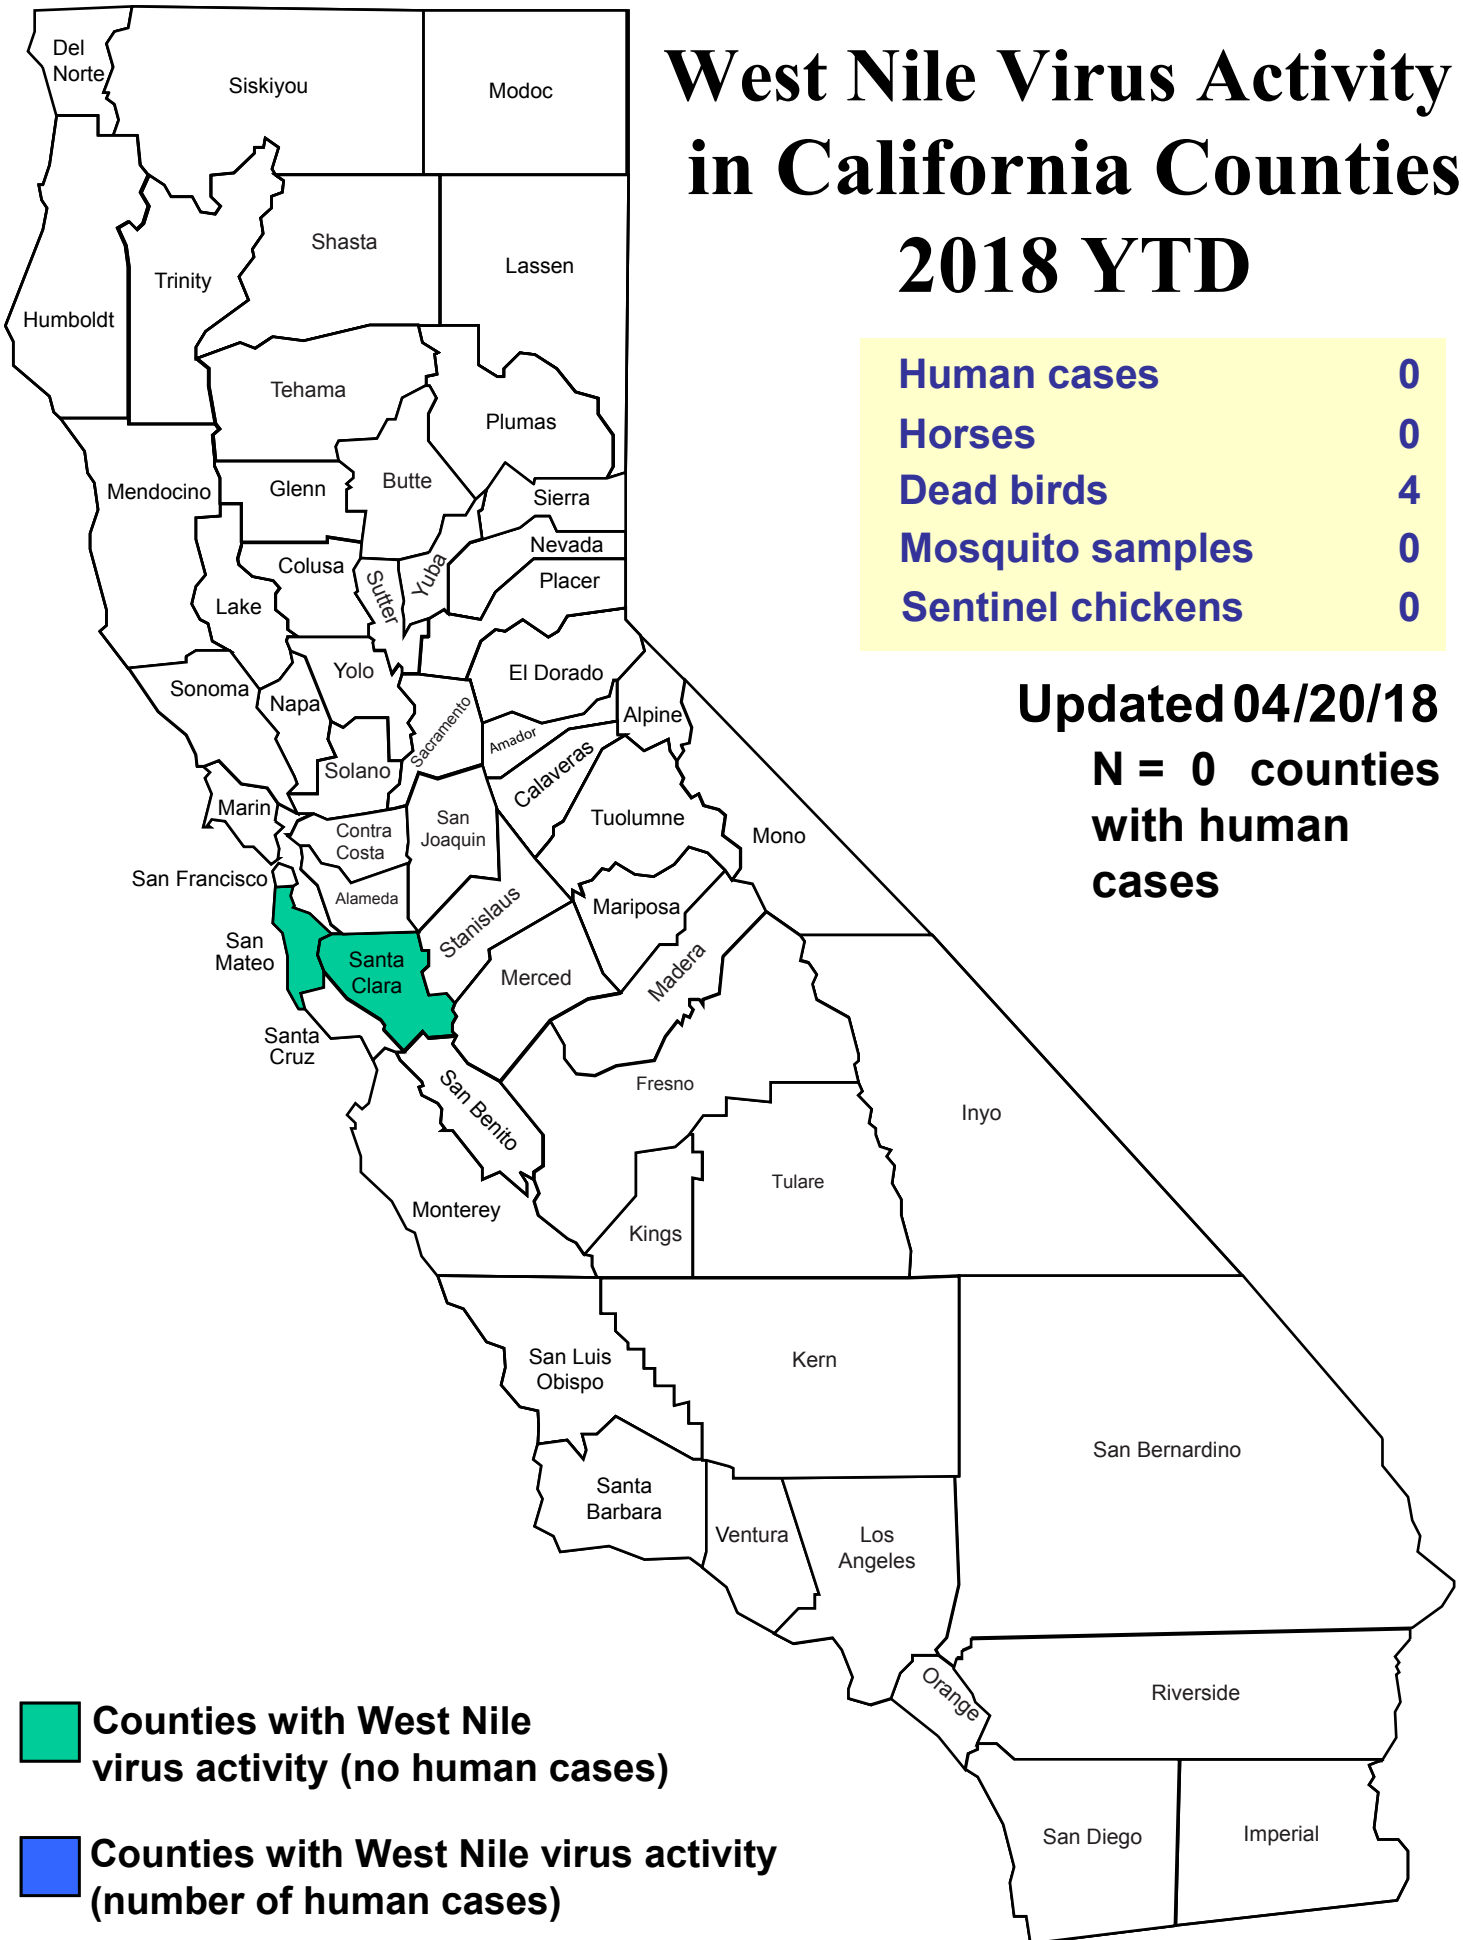 West Nile Virus Activity
in California Counties
2018 YTD
Human cases 0
Horses 0
Dead birds 4
Mosquito samples 0
Sentinel chickens 0
Updated 04/20/18
N = 0 counties
with human
cases
Del
Norte
Siskiyou
Modoc
Shasta
Lassen
Trinity
Humboldt
Tehama
Plumas
Mendocino
Glenn
Butte
Sierra
Nevada
Colusa
Sutter
Yuba
Placer
Lake
Sonoma
Napa
Yolo
El Dorado
Sacramento
Amador
Alpine
Solano
Calaveras
Marin
Contra
Costa
San
Joaquin
Tuolumne
Mono
San Francisco
Alameda
Stanislaus
Mariposa
San
Mateo
Santa
Clara
Merced
Madera
Santa
Cruz
San Benito
Fresno
Inyo
Monterey
Kings
Tulare
San Luis
Obispo
Kern
San Bernardino
Santa
Barbara
Ventura
Los
Angeles
Orange
Riverside
San Diego
Imperial
Counties with West Nile
virus activity (no human cases)
Counties with West Nile virus activity
(number of human cases)